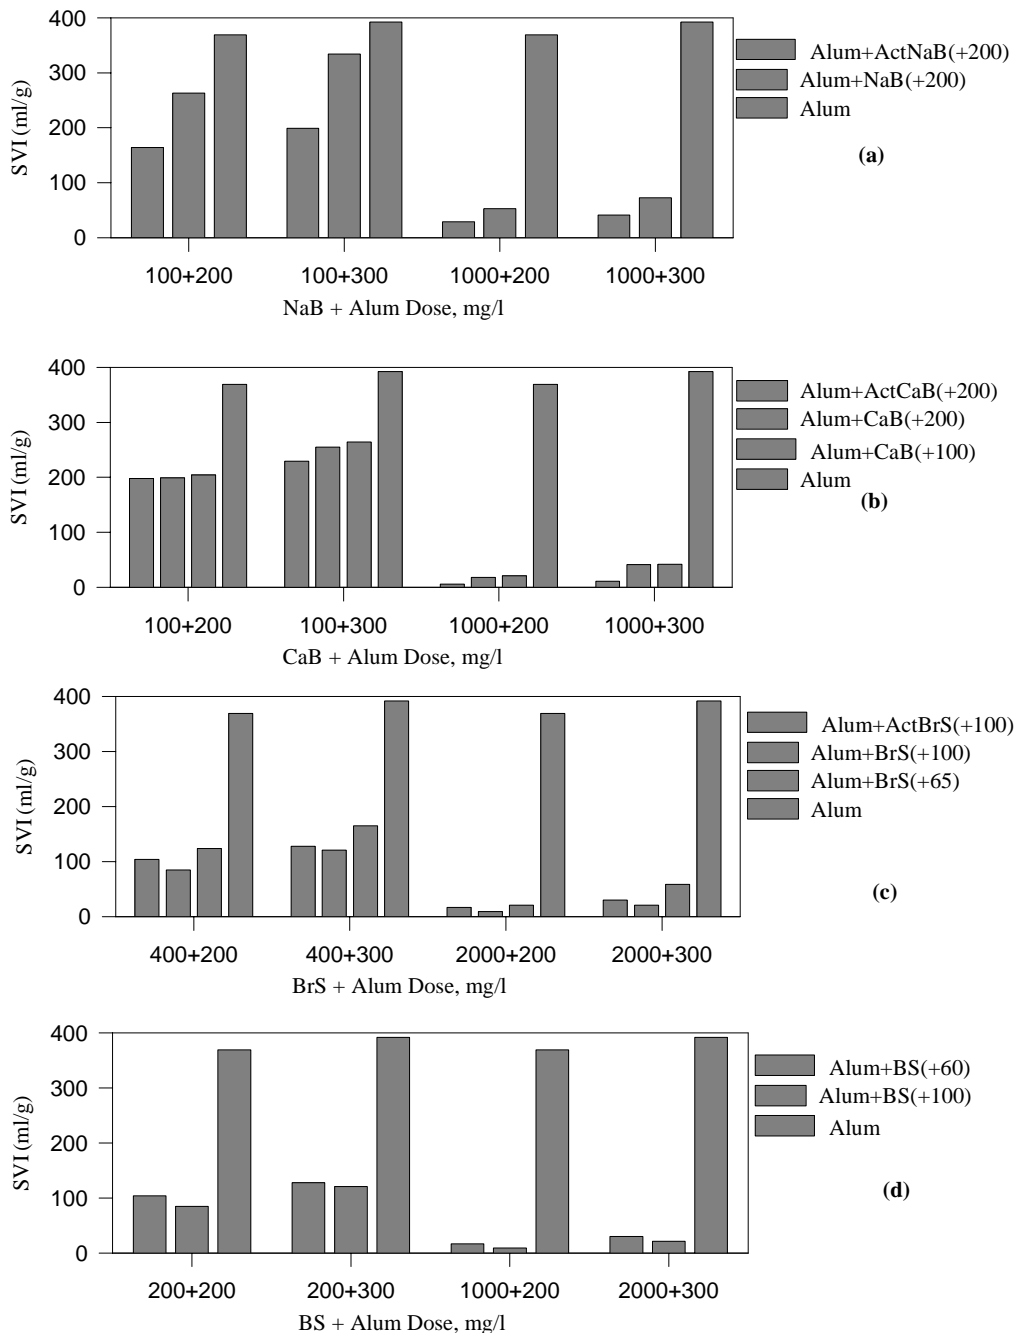 400
300
200
100
0
SVI (ml/g)
100+200 100+300 1000+200 1000+300
NaB + Alum Dose, mg/l
Alum+ActNaB(+200)
Alum+NaB(+200)
Alum
(a)
400
300
200
100
0
SVI (ml/g)
100+200 100+300 1000+200 1000+300
CaB + Alum Dose, mg/l
Alum+ActCaB(+200)
Alum+CaB(+200)
Alum+CaB(+100)
Alum
(b)
400
300
200
100
0
SVI (ml/g)
400+200 400+300 2000+200 2000+300
BrS + Alum Dose, mg/l
Alum+ActBrS(+100)
Alum+BrS(+100)
Alum+BrS(+65)
Alum
(c)
400
300
200
100
0
SVI (ml/g)
200+200 200+300 1000+200 2000+300
BS + Alum Dose, mg/l
Alum+BS(+60)
Alum+BS(+100)
Alum
(d)